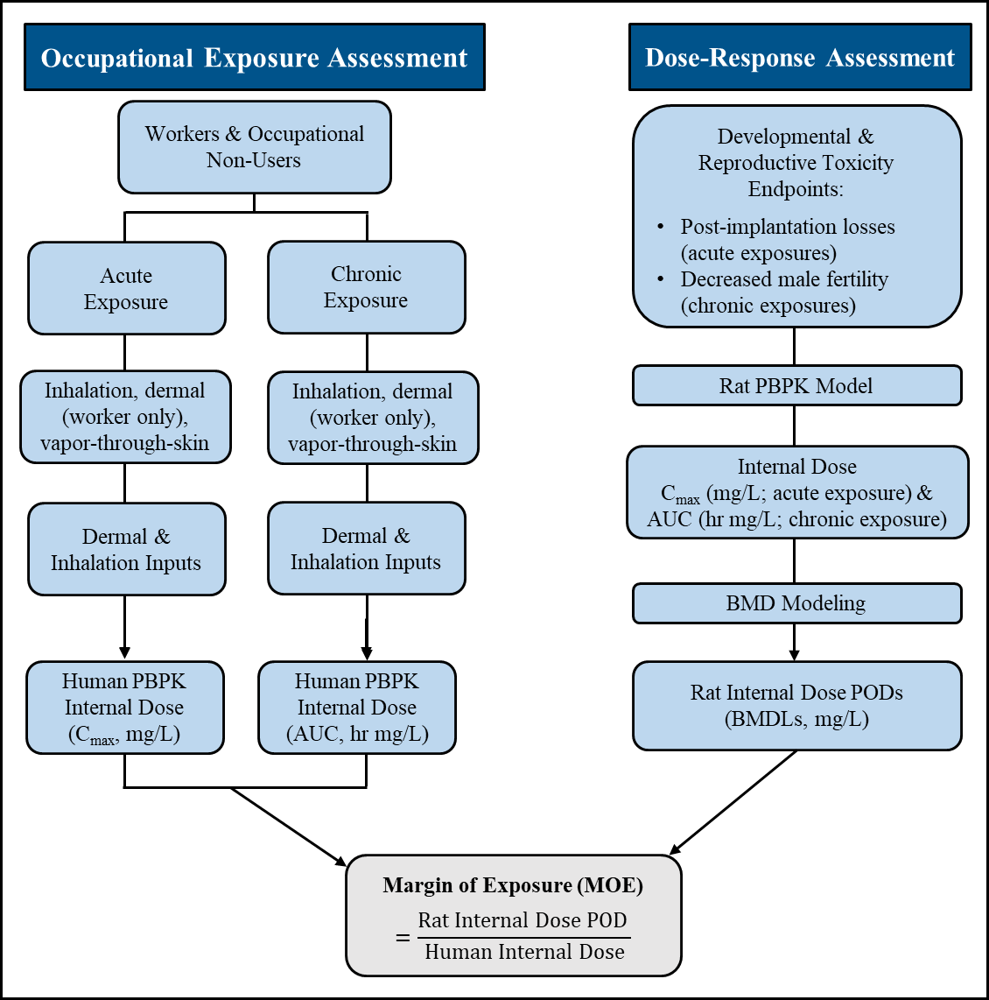 Occupational Exposure Assessment
Workers & Occupational
Non-Users
Acute
Exposure
Chronic
Exposure
Inhalation, dermal
(worker only),
vapor-through-skin
Inhalation, dermal
(worker only),
vapor-through-skin
Dermal &
Inhalation Inputs
Dermal &
Inhalation Inputs
Human PBPK
Internal Dose
(Cmax, mg/L)
Human PBPK
Internal Dose
(AUC, hr mg/L)
Dose-Response Assessment
Developmental &
Reproductive Toxicity
Endpoints:
• Post-implantation losses
(acute exposures)
• Decreased male fertility
(chronic exposures)
Rat PBPK Model
Internal Dose
Cmax (mg/L; acute exposure) &
AUC (hr mg/L; chronic exposure)
BMD Modeling
Rat Internal Dose PODs
(BMDLs, mg/L)
Margin of Exposure (MOE)
= Rat Internal Dose POD
Human Internal Dose